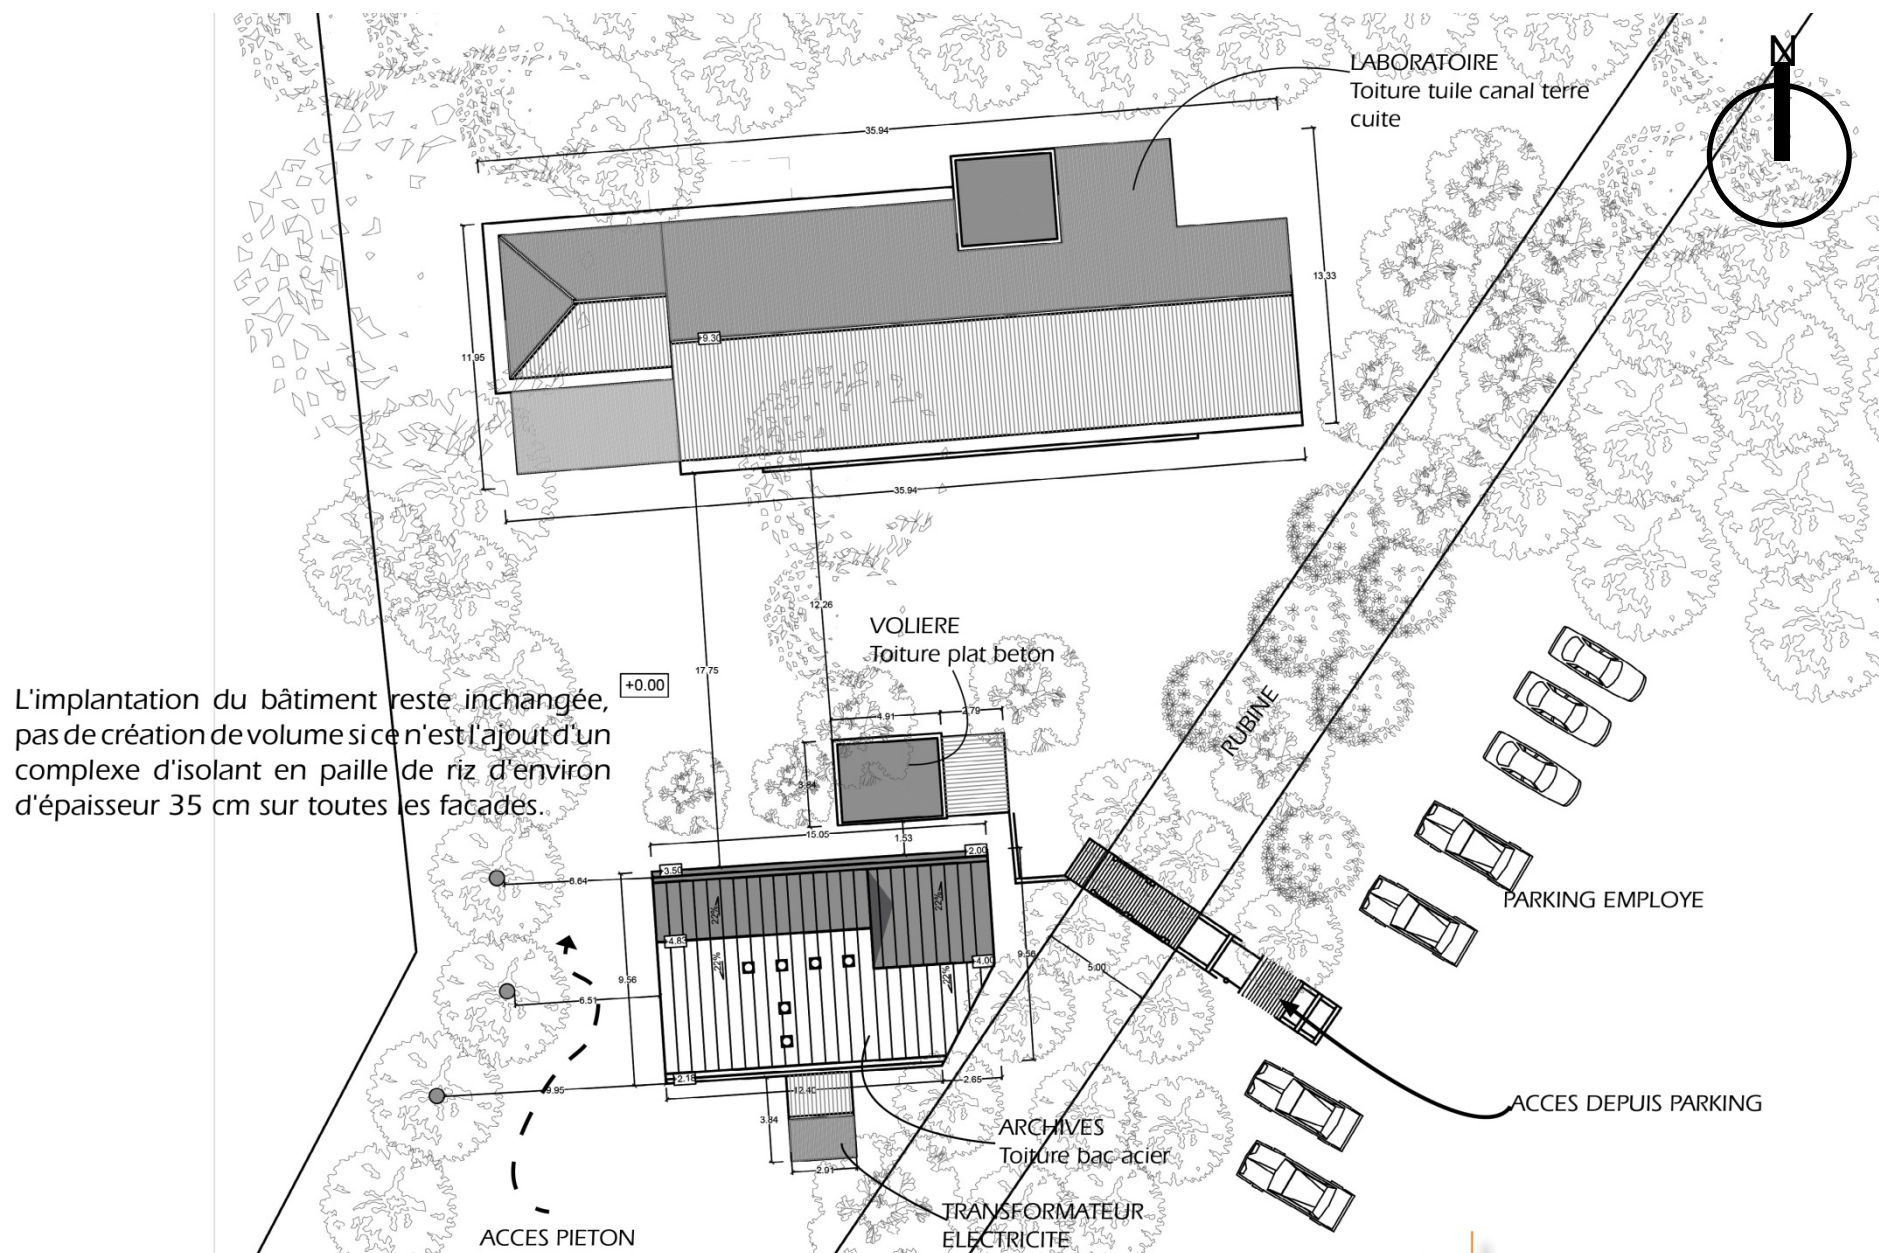 N
LABORATOIRE
Toiture tuile canal terre
cuite
35.94
13.33
9.30
11.95
35.94
12.26
17.75
VOLIERE
Toiture plat beton
+0.00
L'implantation du bâtiment reste inchangée,
pas de création de volume si ce n'est l'ajout d'un
complexe d'isolant en paille de riz d'environ
d'épaisseur 35 cm sur toutes les facades.
RUBINE
4.91
2.79
3.84
15.05
1.53
2.00
3.50
6.64
22%
22%
PARKING EMPLOYE
4.83
22%
4.00
22%
9.56
9.56
5.00
6.51
2.18
12.40
2.65
9.95
3.84
ACCES DEPUIS PARKING
ARCHIVES
Toiture bac acier
2.91
TRANSFORMATEUR
ELECTRICITE
ACCES PIETON